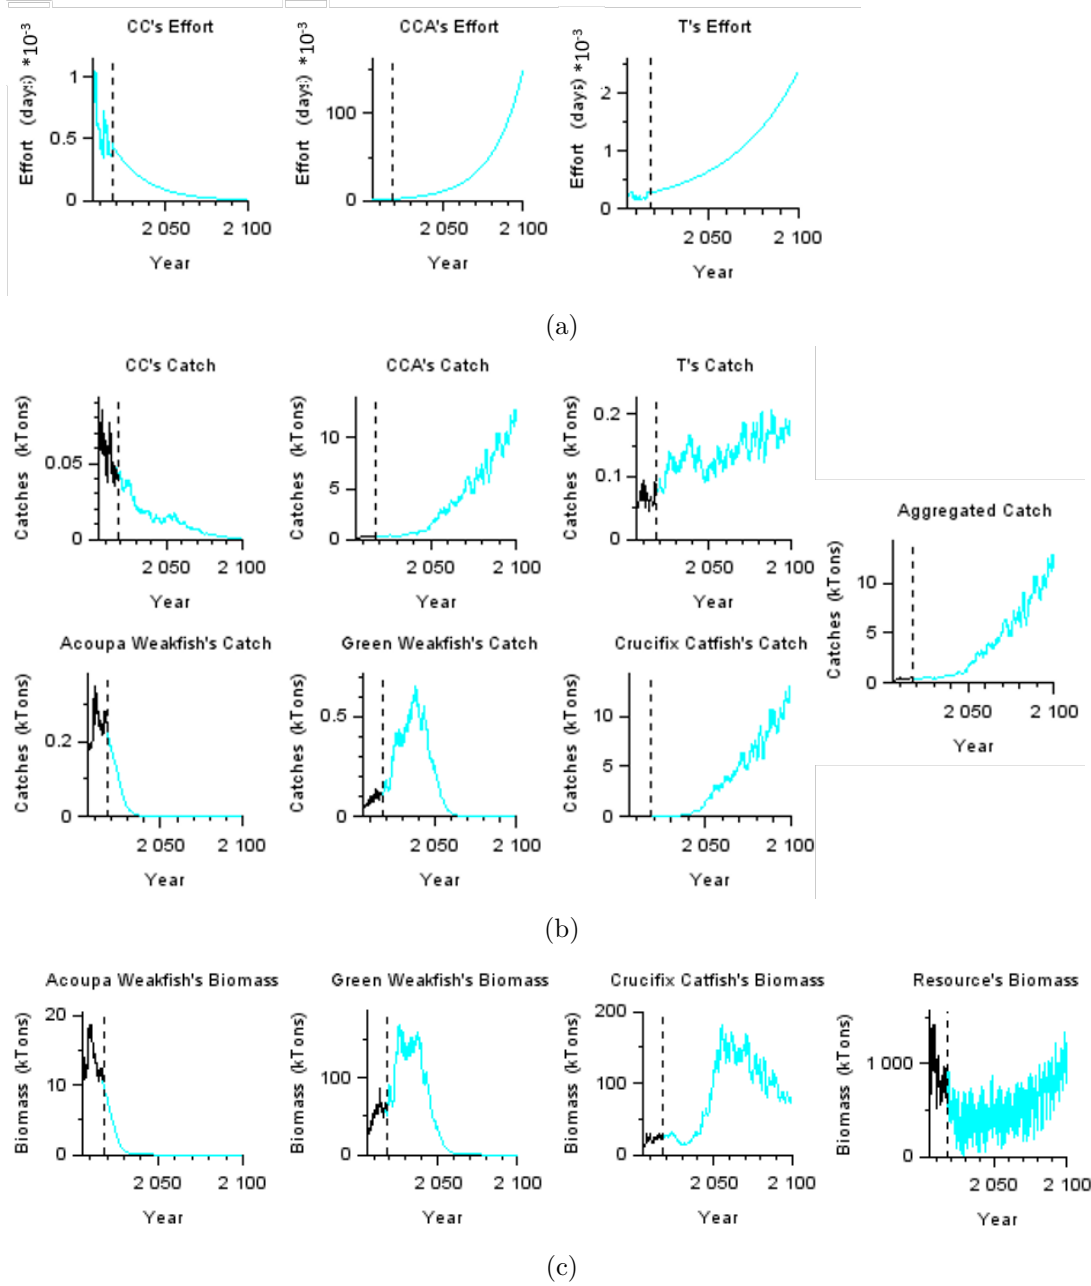 CC's Effort
Effort (days) *10-3
1
0.5
0
2 050 2 100
Year
CCA's Effort
Effort (days) *10-3
100
0
2 050 2 100
Year
T's Effort
Effort (days) *10-3
2
1
0
2 050 2 100
Year
(a)
CC's Catch
Catches (kTons)
0.05
0
2 050 2 100
Year
CCA's Catch
Catches (kTons)
10
5
0
2 050 2 100
Year
T's Catch
Catches (kTons)
0.2
0.1
0
2 050 2 100
Year
Aggregated Catch
Catches (kTons)
10
5
0
2 050 2 100
Year
Acoupa Weakfish's Catch
Catches (kTons)
0.2
0
2 050 2 100
Year
Green Weakfish's Catch
Catches (kTons)
0.5
0
2 050 2 100
Year
Crucifix Catfish's Catch
Catches (kTons)
10
5
0
2 050 2 100
Year
(b)
Acoupa Weakfish's Biomass
Biomass (kTons)
20
10
0
2 050 2 100
Year
Green Weakfish's Biomass
Biomass (kTons)
100
0
2 050 2 100
Year
Crucifix Catfish's Biomass
Biomass (kTons)
200
100
0
2 050 2 100
Year
Resource's Biomass
Biomass (kTons)
1 000
0
2 050 2 100
Year
(c)